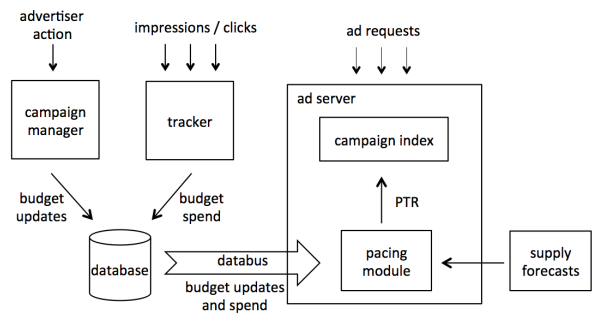 advertiser
action
impressions / clicks
ad requests
campaign
manager
tracker
ad server
campaign index
budget
updates
budget
spend
PTR
database
databus
budget updates
and spend
pacing
module
supply
forecasts